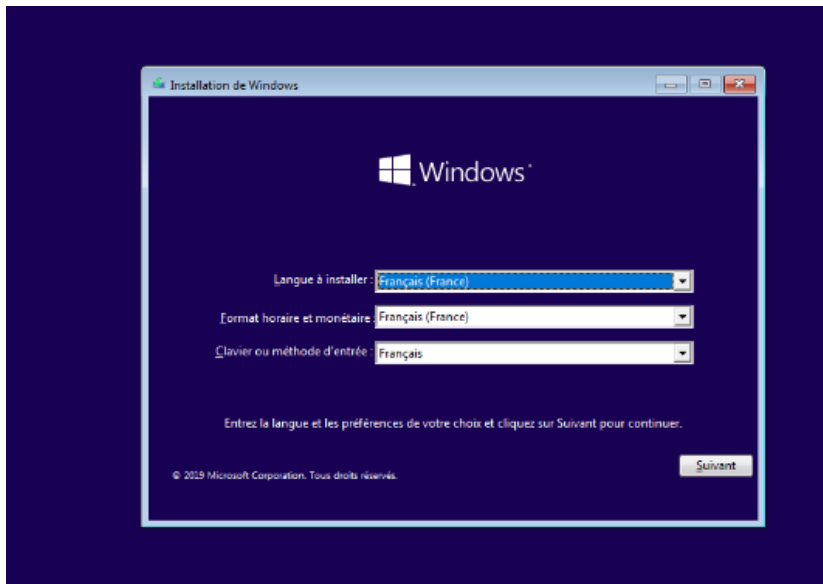 Installation de Windows
Windows
Langue à installer : Français (France)
Format horaire et monétaire : Français (France)
Clavier ou méthode d'entrée : Français
Entrez la langue et les préférences de votre choix et cliquez sur Suivant pour continuer.
Suivant
© 2019 Microsoft Corporation. Tous droits réservés.